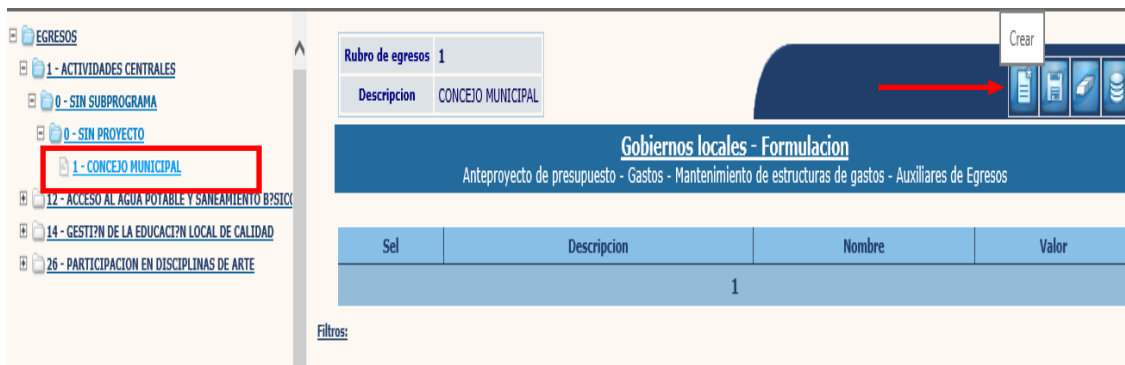 EGRESOS
1 - ACTIVIDADES CENTRALES
0 - SIN SUBPROGRAMA
0 - SIN PROYECTO
1 - CONCEJO MUNICIPAL
12 - ACCESO AL AGUA POTABLE Y SANEAMIENTO B?SICO
14 - GESTI?N DE LA EDUCACI?N LOCAL DE CALIDAD
26 - PARTICIPACION EN DISCIPLINAS DE ARTE
Rubro de egresos 1
Descripcion CONCEJO MUNICIPAL
Crear
Gobiernos locales - Formulacion
Anteproyecto de presupuesto - Gastos - Mantenimiento de estructuras de gastos - Auxiliares de Egresos
Sel Descripcion Nombre Valor
1
Filtros: